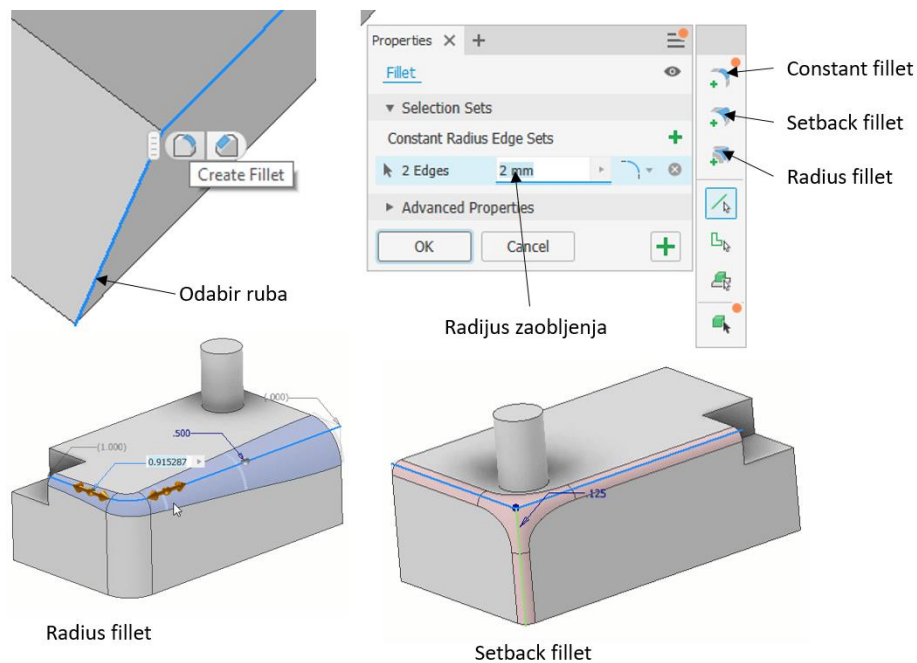 Properties
Fillet
Selection Sets
Constant Radius Edge Sets
2 Edges 2 mm
Advanced Properties
OK Cancel
Create Fillet
Constant fillet
Setback fillet
Radius fillet
Odabir ruba
Radijus zaobljenja
(.000)
.500
(1.000)
0.915287
.125
Radius fillet
Setback fillet